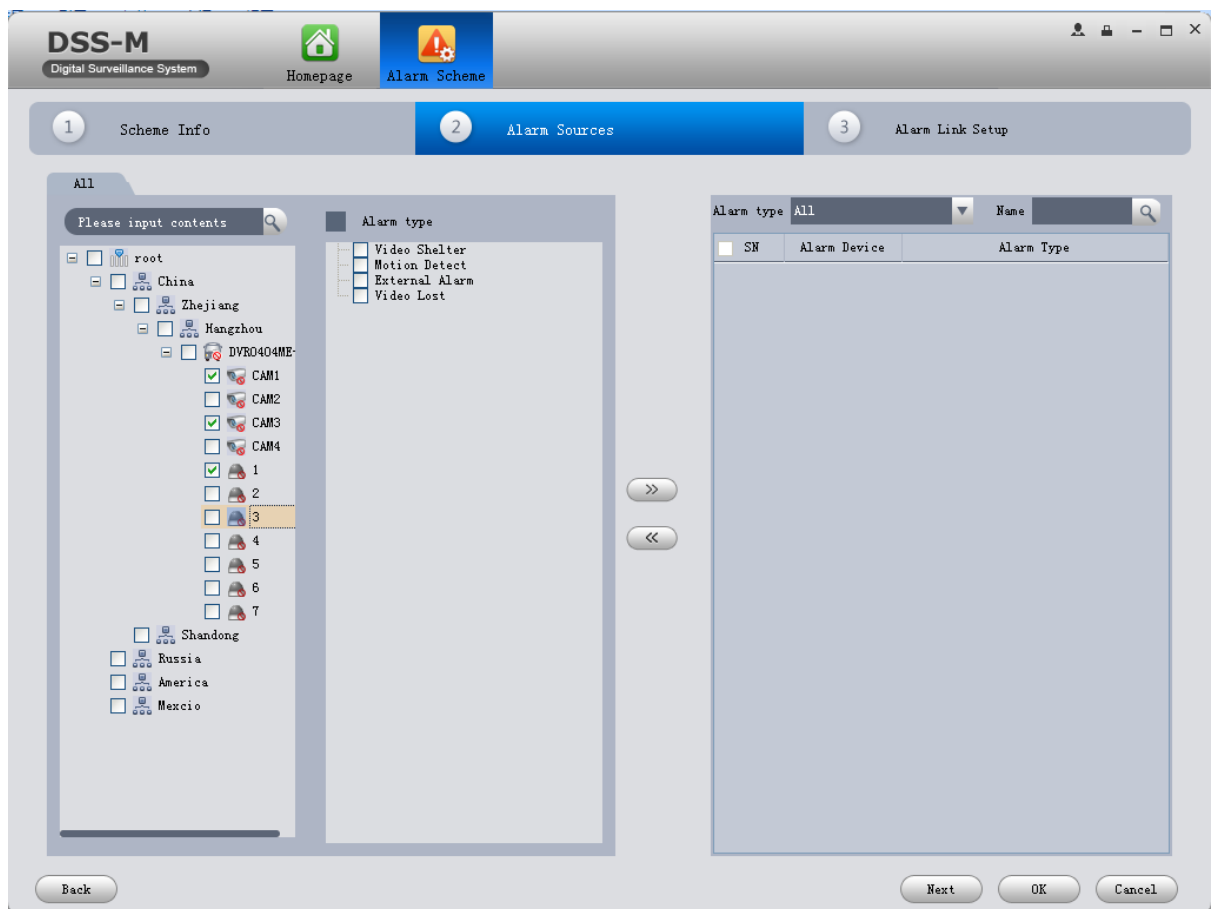 DSS-M
Digital Surveillance System
Homepage
Alarm Scheme
1 Scheme Info
2 Alarm Sources
3 Alarm Link Setup
All
Please input contents
root
China
Zhejiang
Hangzhou
DVR0404ME-
CAM1
CAM2
CAM3
CAM4
1
2
3
4
5
6
7
Shandong
Russia
America
Mexcio
Alarm type
Video Shelter
Motion Detect
External Alarm
Video Lost
Alarm type All Name
SN Alarm Device Alarm Type
Back
Next
OK
Cancel